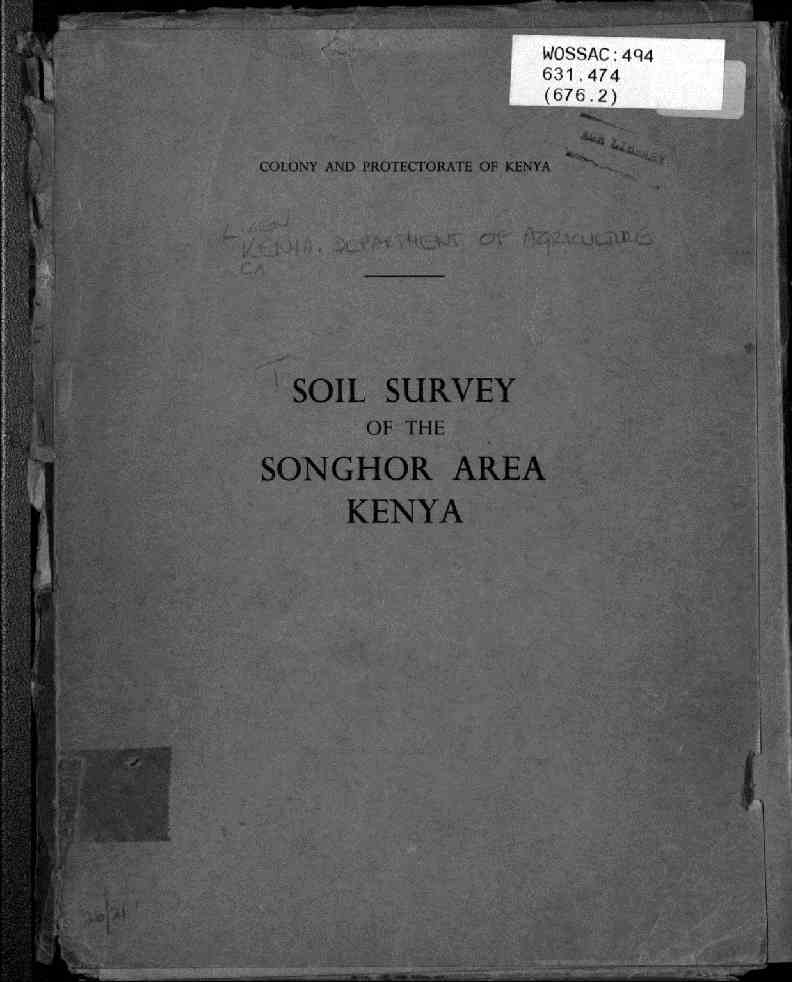 WOSSAC:494
631.474
(676.2)
LIBRARY
COLONY AND PROTECTORATE OF KENYA
KENYA. DEPARTMENT OF AGRICULTURE
SOIL SURVEY
OF THE
SONGHOR AREA
KENYA